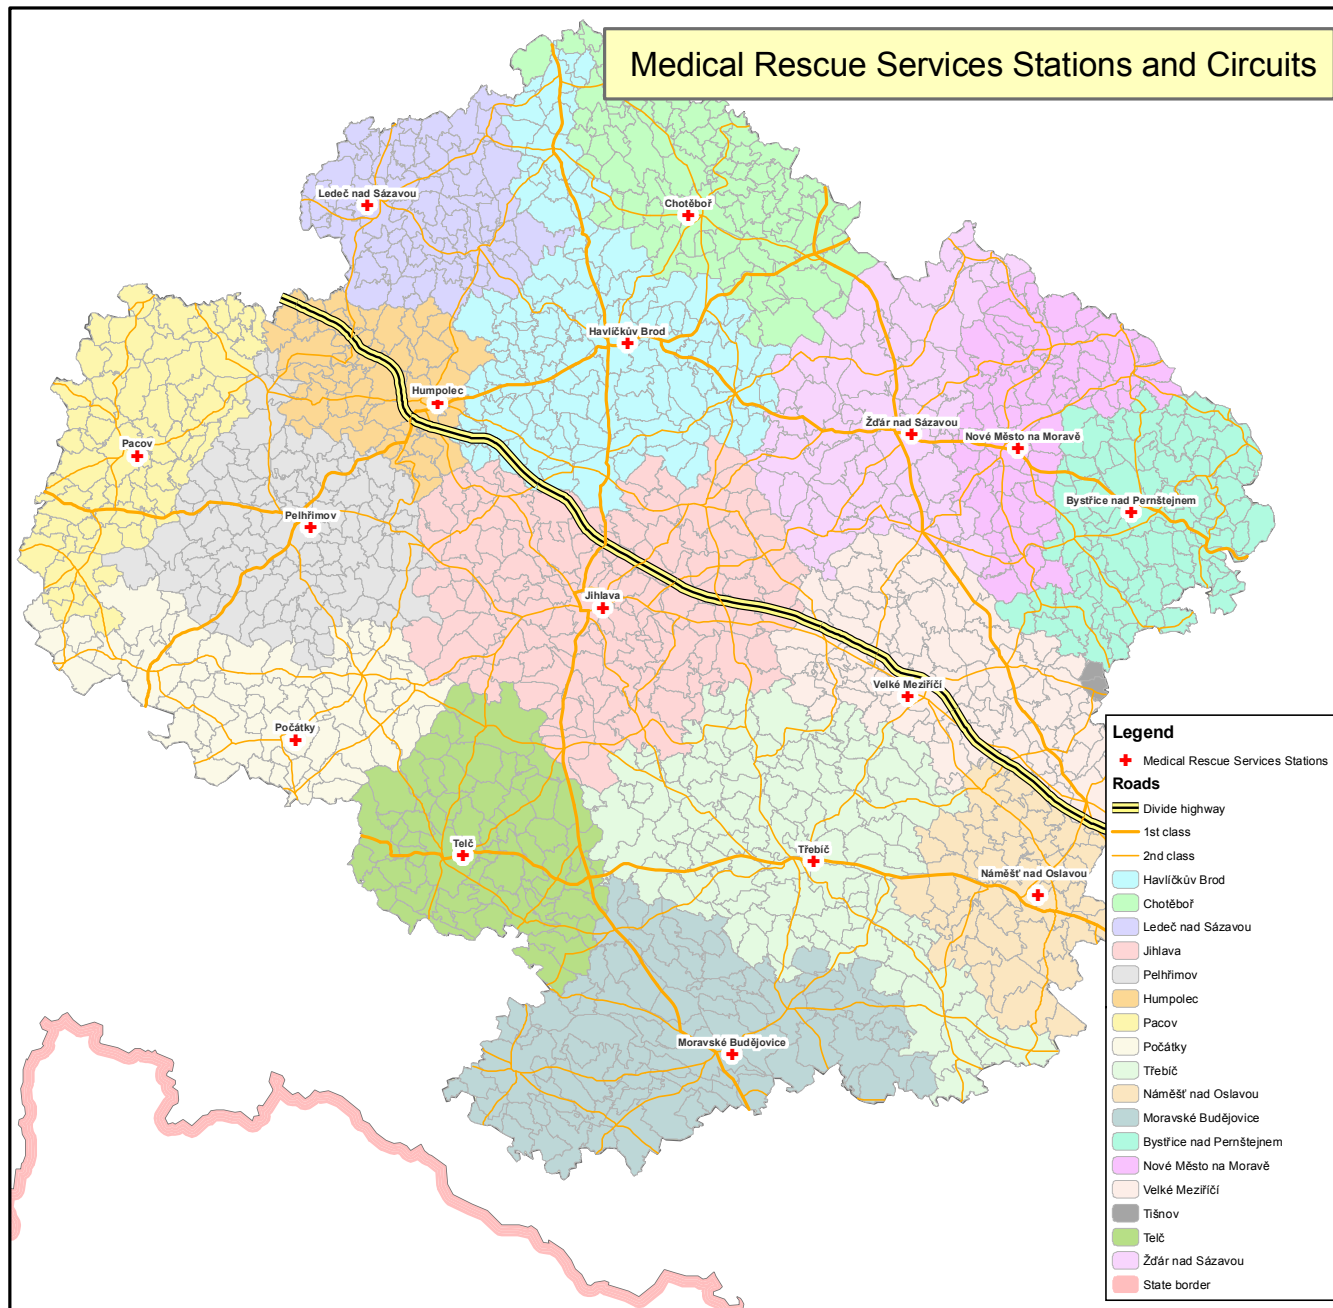 Medical Rescue Services Stations and Circuits
Ledeč nad Sázavou
Chotěboř
Havlíčkův Brod
Humpolec
Žďár nad Sázavou
Nové Město na Moravě
Pacov
Bystřice nad Pernštejnem
Pelhřimov
Jihlava
Velké Meziříčí
Počátky
Telč
Třebíč
Náměšť nad Oslavou
Moravské Budějovice
Legend
Medical Rescue Services Stations
Roads
Divide highway
1st class
2nd class
Havlíčkův Brod
Chotěboř
Ledeč nad Sázavou
Jihlava
Pelhřimov
Humpolec
Pacov
Počátky
Třebíč
Náměšť nad Oslavou
Moravské Budějovice
Bystřice nad Pernštejnem
Nové Město na Moravě
Velké Meziříčí
Tišnov
Telč
Žďár nad Sázavou
State border